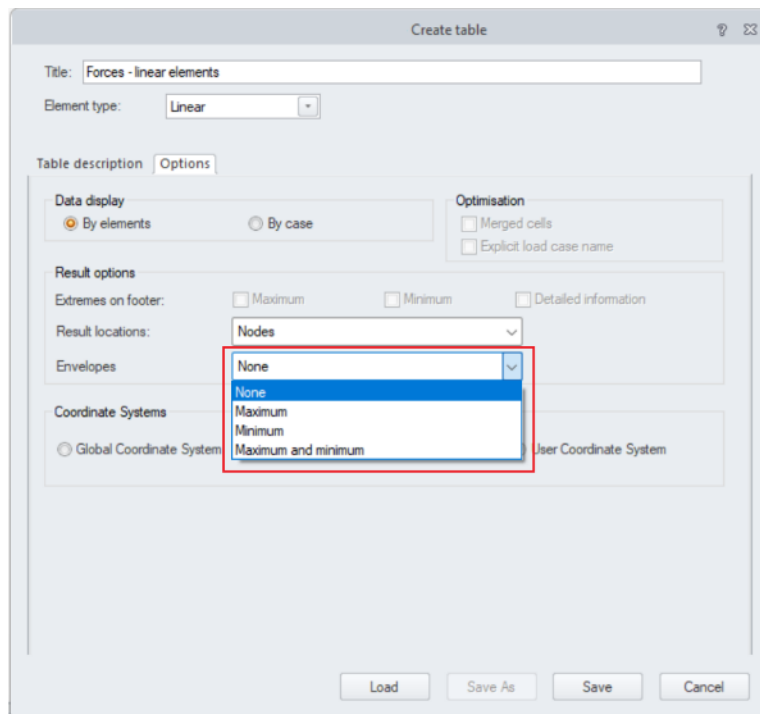 Create table
Title: Forces - linear elements
Element type: Linear
Table description Options
Data display Optimisation
By elements By case Merged cells
Explicit load case name
Result options
Extremes on footer: Maximum Minimum Detailed information
Result locations: Nodes
Envelopes None
None
Coordinate Systems Maximum
Minimum
Global Coordinate System Maximum and minimum User Coordinate System
Load Save As Save Cancel